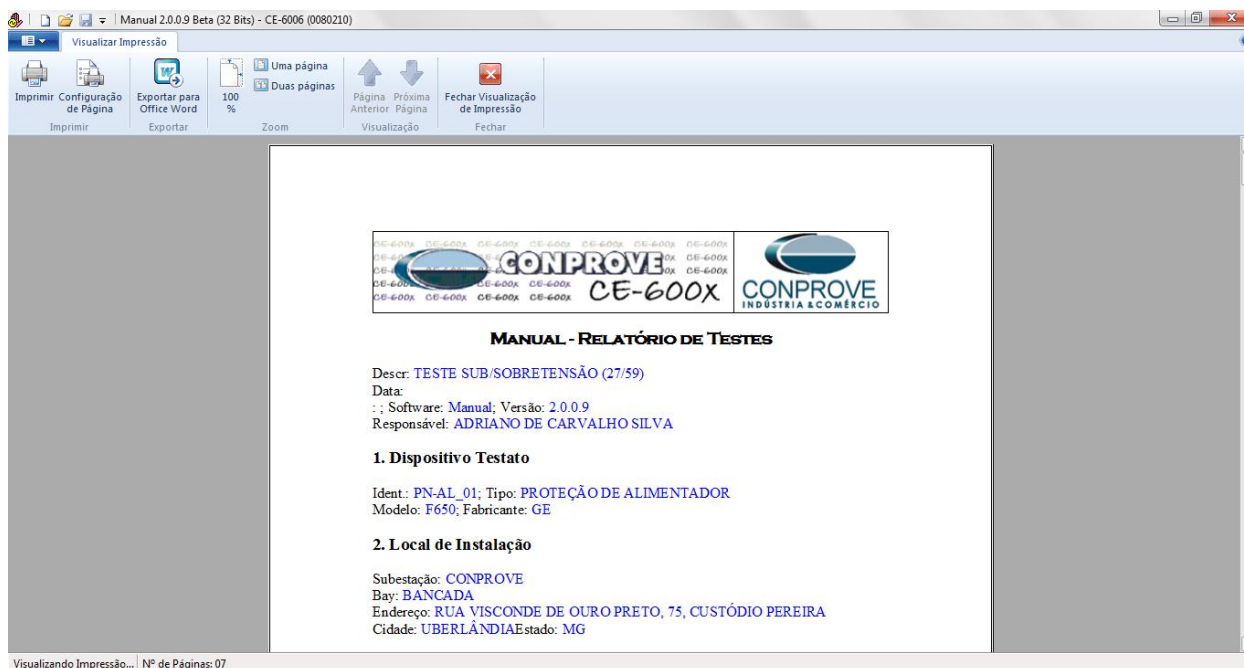 Manual 2.0.0.9 Beta (32 Bits) - CE-6006 (0080210)
Visualizar Impressão
Imprimir
Configuração de Página
Exportar para Office Word
100 %
Uma página
Duas páginas
Página Anterior
Próxima Página
Fechar Visualização de Impressão
Imprimir
Exportar
Zoom
Visualização
Fechar
CONPROVE
CE-600X
CONPROVE
INDÚSTRIA & COMÉRCIO
MANUAL - RELATÓRIO DE TESTES
Descr: TESTE SUB/SOBRETENSÃO (27/59)
Data:
: ; Software: Manual; Versão: 2.0.0.9
Responsável: ADRIANO DE CARVALHO SILVA
1. Dispositivo Testato
Ident.: PN-AL_01; Tipo: PROTEÇÃO DE ALIMENTADOR
Modelo: F650; Fabricante: GE
2. Local de Instalação
Subestação: CONPROVE
Bay: BANCADA
Endereço: RUA VISCONDE DE OURO PRETO, 75, CUSTÓDIO PEREIRA
Cidade: UBERLÂNDIAEstado: MG
Visualizando Impressão... Nº de Páginas: 07